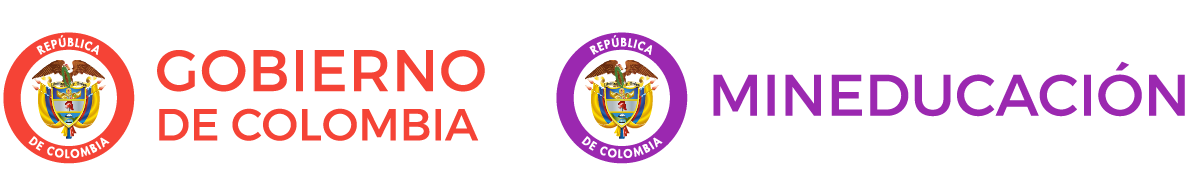 REPÚBLICA
DE COLOMBIA
GOBIERNO
DE COLOMBIA
REPÚBLICA
DE COLOMBIA
MINEDUCACIÓN